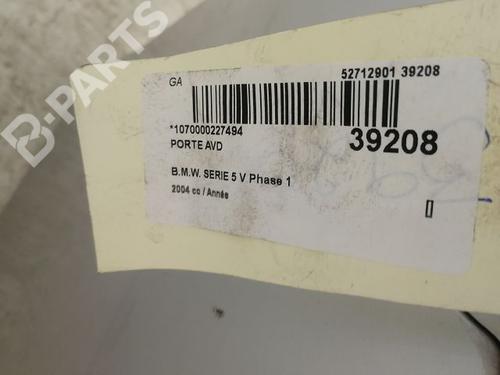 B-PARTS
GA
52712901 39208
*1070000227494
39208
PORTE AVD
B.M.W. SERIE 5 V Phase 1
2004 cc / Année